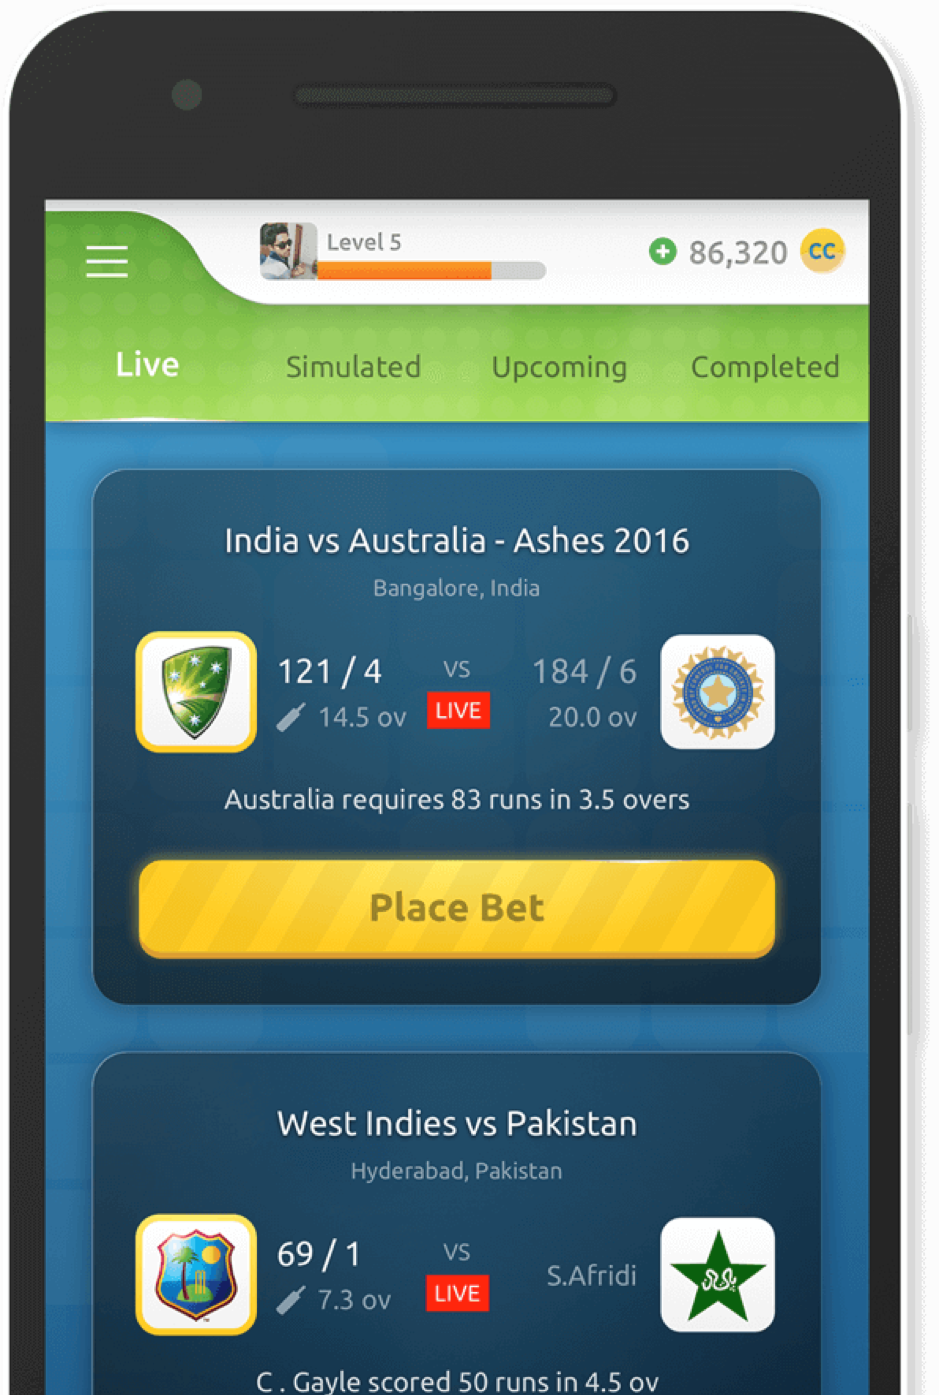 Level 5
86,320 CC
Live Simulated Upcoming Completed
India vs Australia - Ashes 2016
Bangalore, India
121 / 4 VS 184 / 6
14.5 ov LIVE 20.0 ov
Australia requires 83 runs in 3.5 overs
Place Bet
West Indies vs Pakistan
Hyderabad, Pakistan
69 / 1 VS
S.Afridi
7.3 ov LIVE
C . Gayle scored 50 runs in 4.5 ov